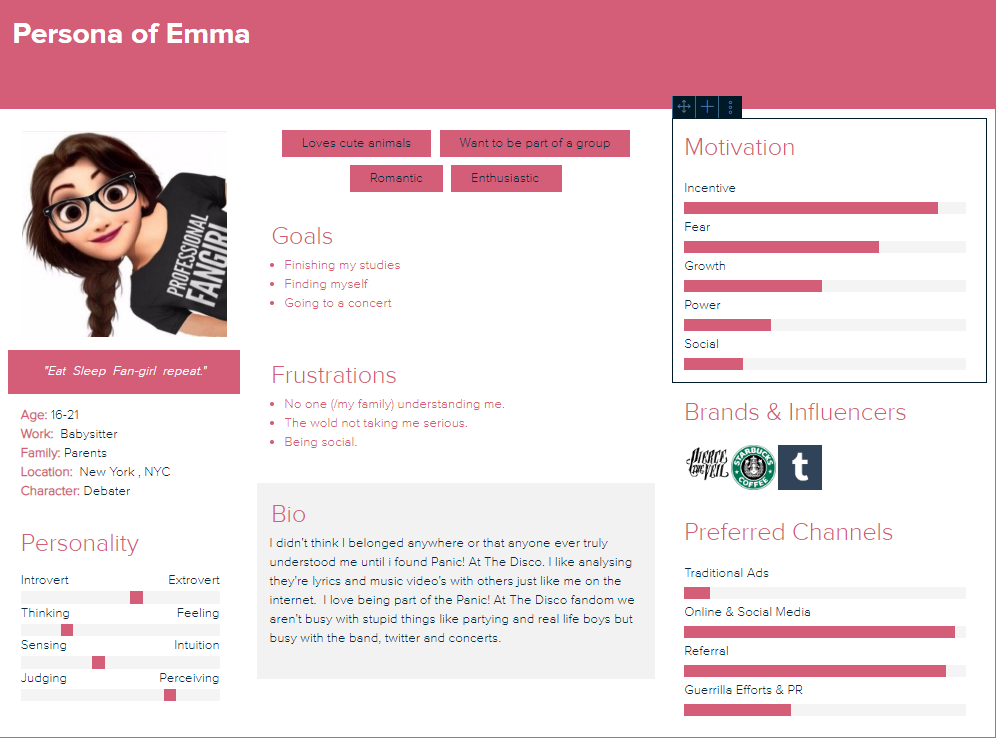 Persona of Emma
PROFESSIONAL
FANGIRL
"Eat Sleep Fan-girl repeat."
Age: 16-21
Work: Babysitter
Family: Parents
Location: New York , NYC
Character: Debater
Personality
Introvert Extrovert
Thinking Feeling
Sensing Intuition
Judging Perceiving
Loves cute animals Want to be part of a group
Romantic Enthusiastic
Goals
Finishing my studies
Finding myself
Going to a concert
Frustrations
No one (/my family) understanding me.
The wold not taking me serious.
Being social.
Bio
I didn't think I belonged anywhere or that anyone ever truly
understood me until i found Panic! At The Disco. I like analysing
they're lyrics and music video's with others just like me on the
internet. I love being part of the Panic! At The Disco fandom we
aren't busy with stupid things like partying and real life boys but
busy with the band, twitter and concerts.
Motivation
Incentive
Fear
Growth
Power
Social
Brands & Influencers
PIERCE
THE VEIL
STARBUCKS
COFFEE
t
Preferred Channels
Traditional Ads
Online & Social Media
Referral
Guerrilla Efforts & PR